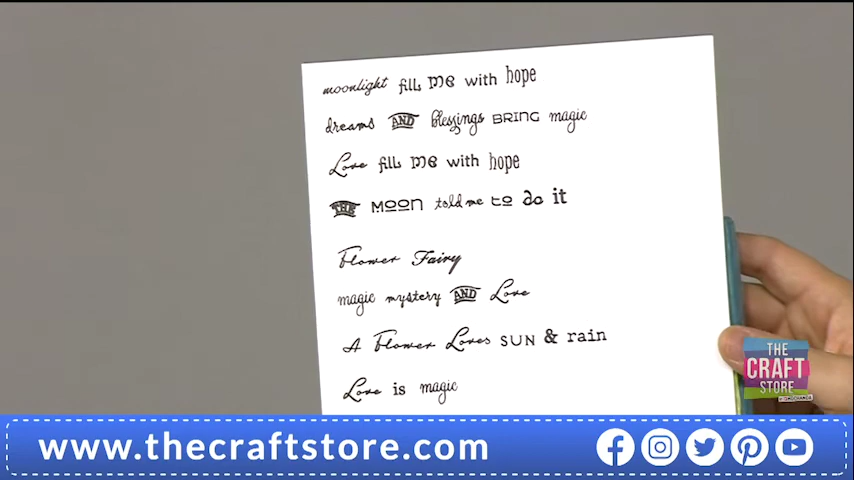 moonlight fill ME with hope
dreams AND blessings BRING magic
Love fill ME with hope
THE MOON told me to do it
Flower Fairy
magic mystery AND Love
A Flower Loves SUN & rain
Love is magic
THE
CRAFT
STORE
www.thecraftstore.com